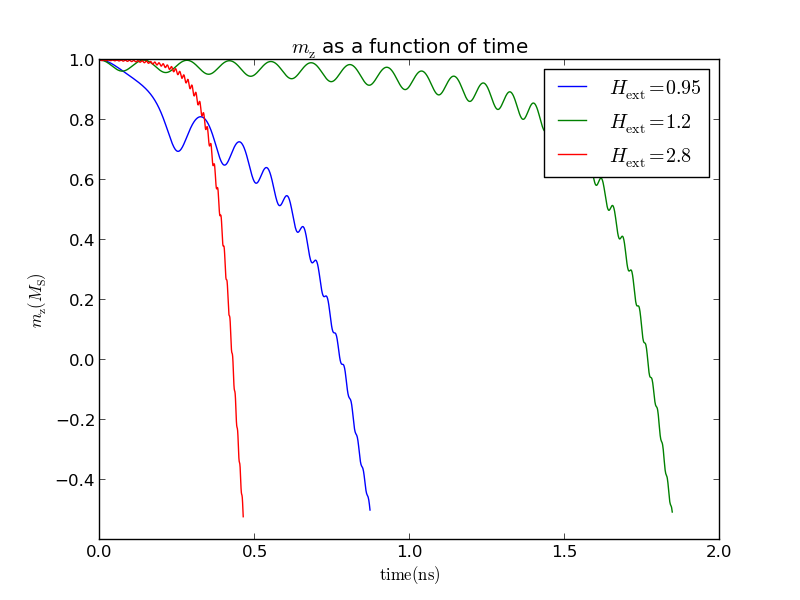 m_z as a function of time
H_ext = 0.95
H_ext = 1.2
H_ext = 2.8
1.0
0.8
0.6
0.4
0.2
0.0
−0.2
−0.4
m_z(M_S)
0.0 0.5 1.0 1.5 2.0
time(ns)